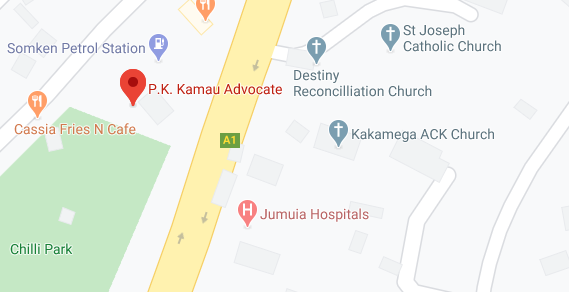 St Joseph
Catholic Church
Somken Petrol Station
Destiny
Reconcilliation Church
P.K. Kamau Advocate
Cassia Fries N Cafe
Kakamega ACK Church
A1
Jumuia Hospitals
Chilli Park